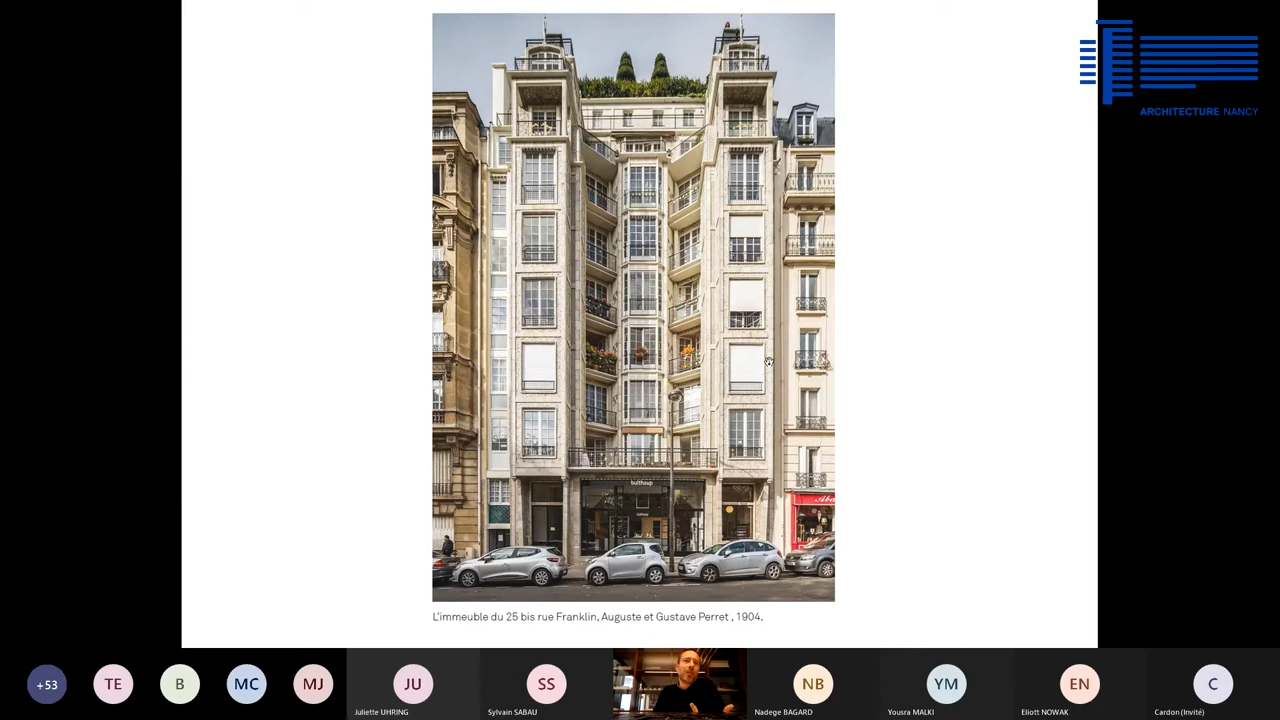 ARCHITECTURE NANCY
bulthaup
L'immeuble du 25 bis rue Franklin, Auguste et Gustave Perret , 1904.
+53
TE
B
MC
MJ
JU
SS
NB
YM
EN
C
Juliette UHRING
Sylvain SABAU
Nadege BAGARD
Yousra MALKI
Eliott NOWAK
Cardon (Invité)